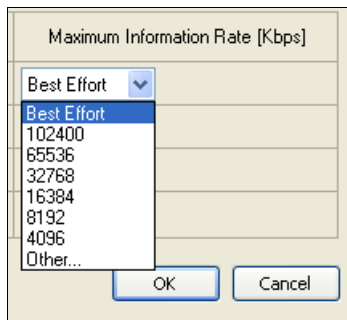 Maximum Information Rate [Kbps]
Best Effort
Best Effort
102400
65536
32768
16384
8192
4096
Other...
OK Cancel